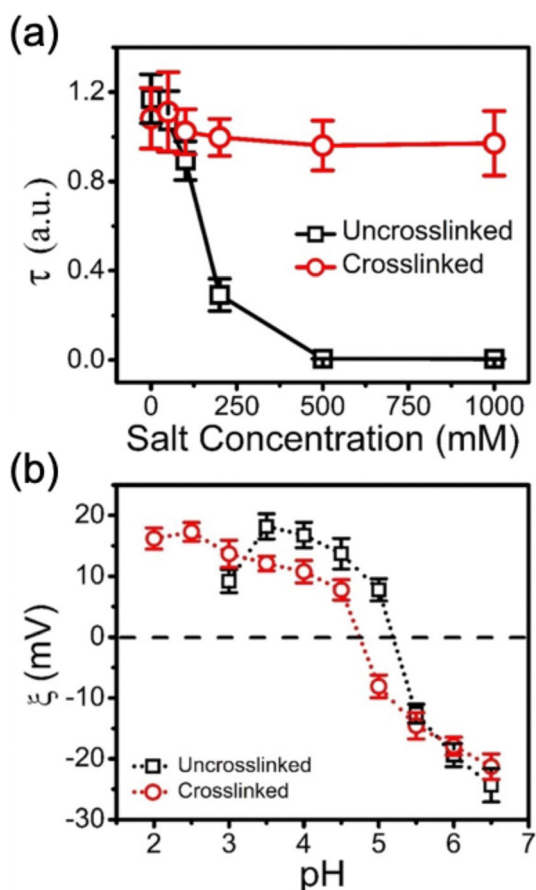 (a)
1.2
0.8
0.4
0.0
τ (a.u.)
Uncrosslinked
Crosslinked
0 250 500 750 1000
Salt Concentration (mM)
(b)
20
10
0
-10
-20
-30
ξ (mV)
Uncrosslinked
Crosslinked
2 3 4 5 6 7
pH